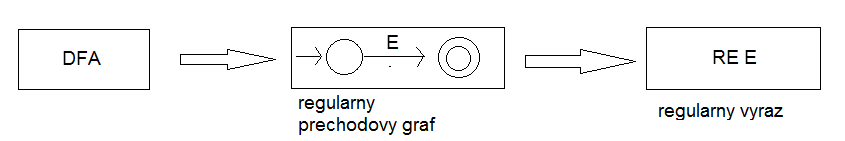 DFA
E
RE E
regularny
prechodovy graf
regularny vyraz